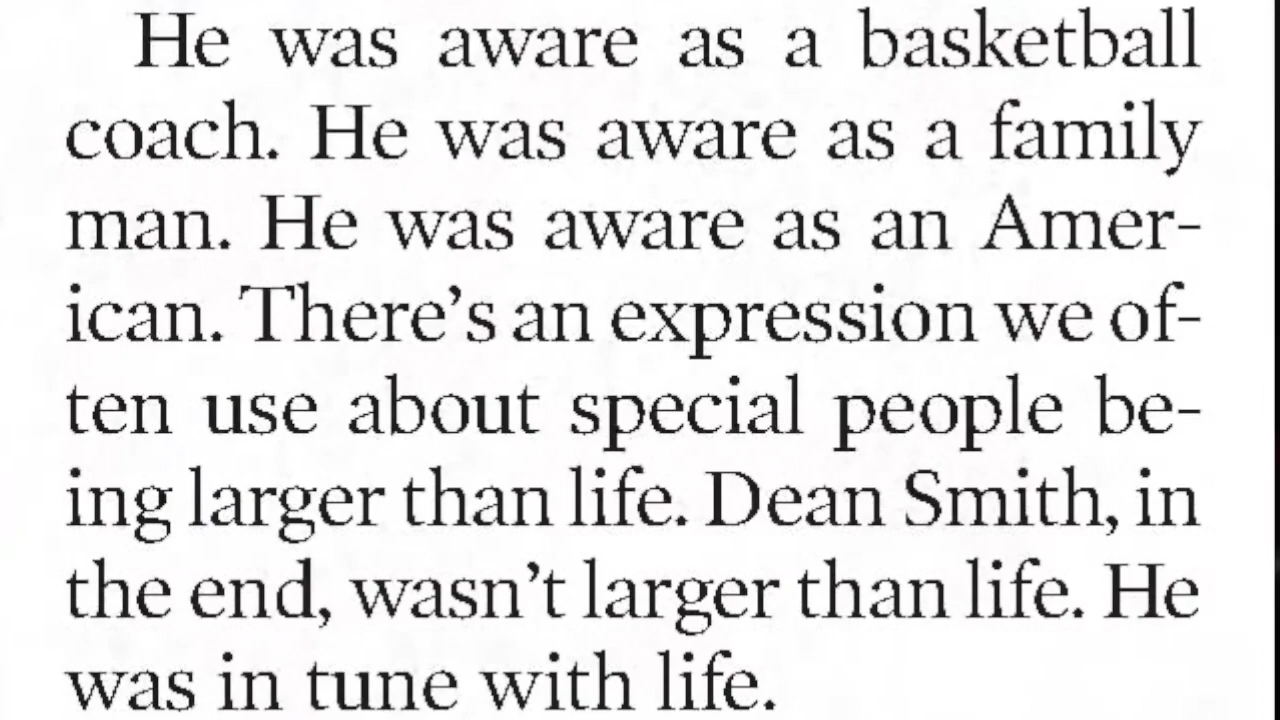 He was aware as a basketball
coach. He was aware as a family
man. He was aware as an Amer-
ican. There’s an expression we of-
ten use about special people be-
ing larger than life. Dean Smith, in
the end, wasn’t larger than life. He
was in tune with life.